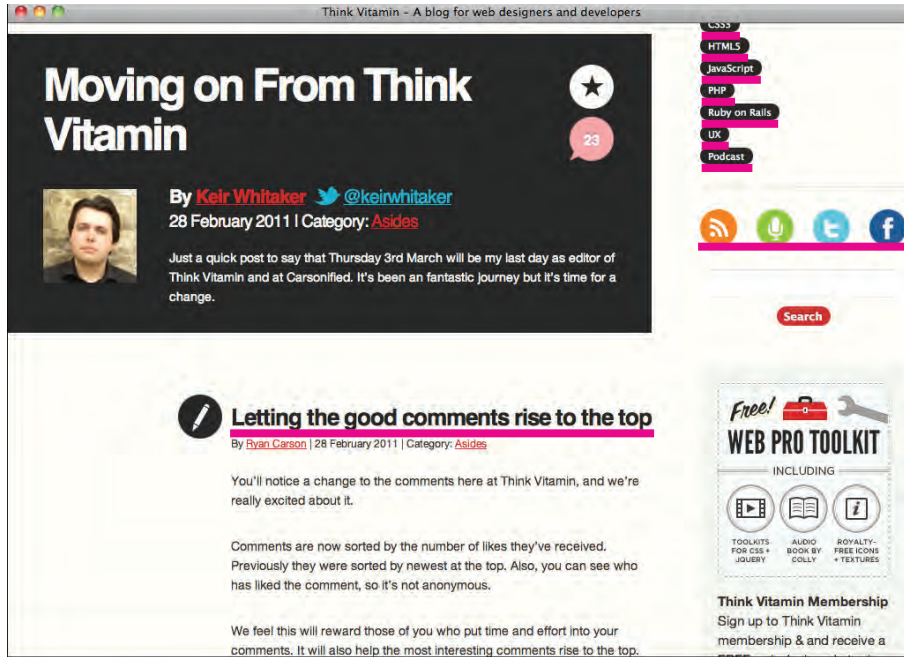 Think Vitamin – A blog for web designers and developers
Moving on From Think
Vitamin
23
By Keir Whitaker @keirwhitaker
28 February 2011 | Category: Asides
Just a quick post to say that Thursday 3rd March will be my last day as editor of
Think Vitamin and at Carsonified. It's been an fantastic journey but it's time for a
change.
Letting the good comments rise to the top
By Ryan Carson | 28 February 2011 | Category: Asides
You'll notice a change to the comments here at Think Vitamin, and we're
really excited about it.
Comments are now sorted by the number of likes they've received.
Previously they were sorted by newest at the top. Also, you can see who
has liked the comment, so it's not anonymous.
We feel this will reward those of you who put time and effort into your
comments. It will also help the most interesting comments rise to the top.
CSS3
HTML5
JavaScript
PHP
Ruby on Rails
UX
Podcast
Search
Free!
WEB PRO TOOLKIT
INCLUDING
TOOLKITS
FOR CSS +
JQUERY
AUDIO
BOOK BY
COLLY
ROYALTY-
FREE ICONS
+ TEXTURES
Think Vitamin Membership
Sign up to Think Vitamin
membership & and receive a